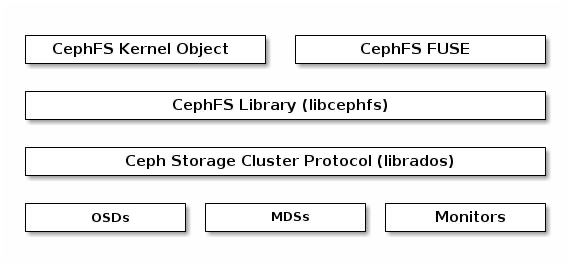 CephFS Kernel Object
CephFS FUSE
CephFS Library (libcephfs)
Ceph Storage Cluster Protocol (librados)
OSDs
MDSs
Monitors